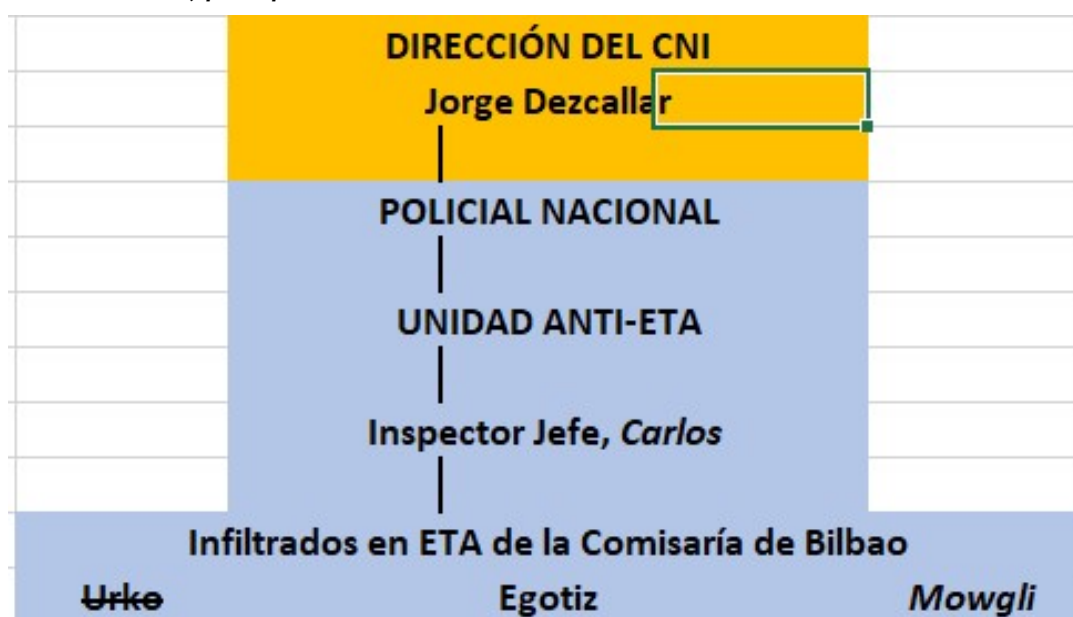 DIRECCIÓN DEL CNI
Jorge Dezcallar
POLICIAL NACIONAL
UNIDAD ANTI-ETA
Inspector Jefe, Carlos
Infiltrados en ETA de la Comisaría de Bilbao
Urko Egotiz Mowgli